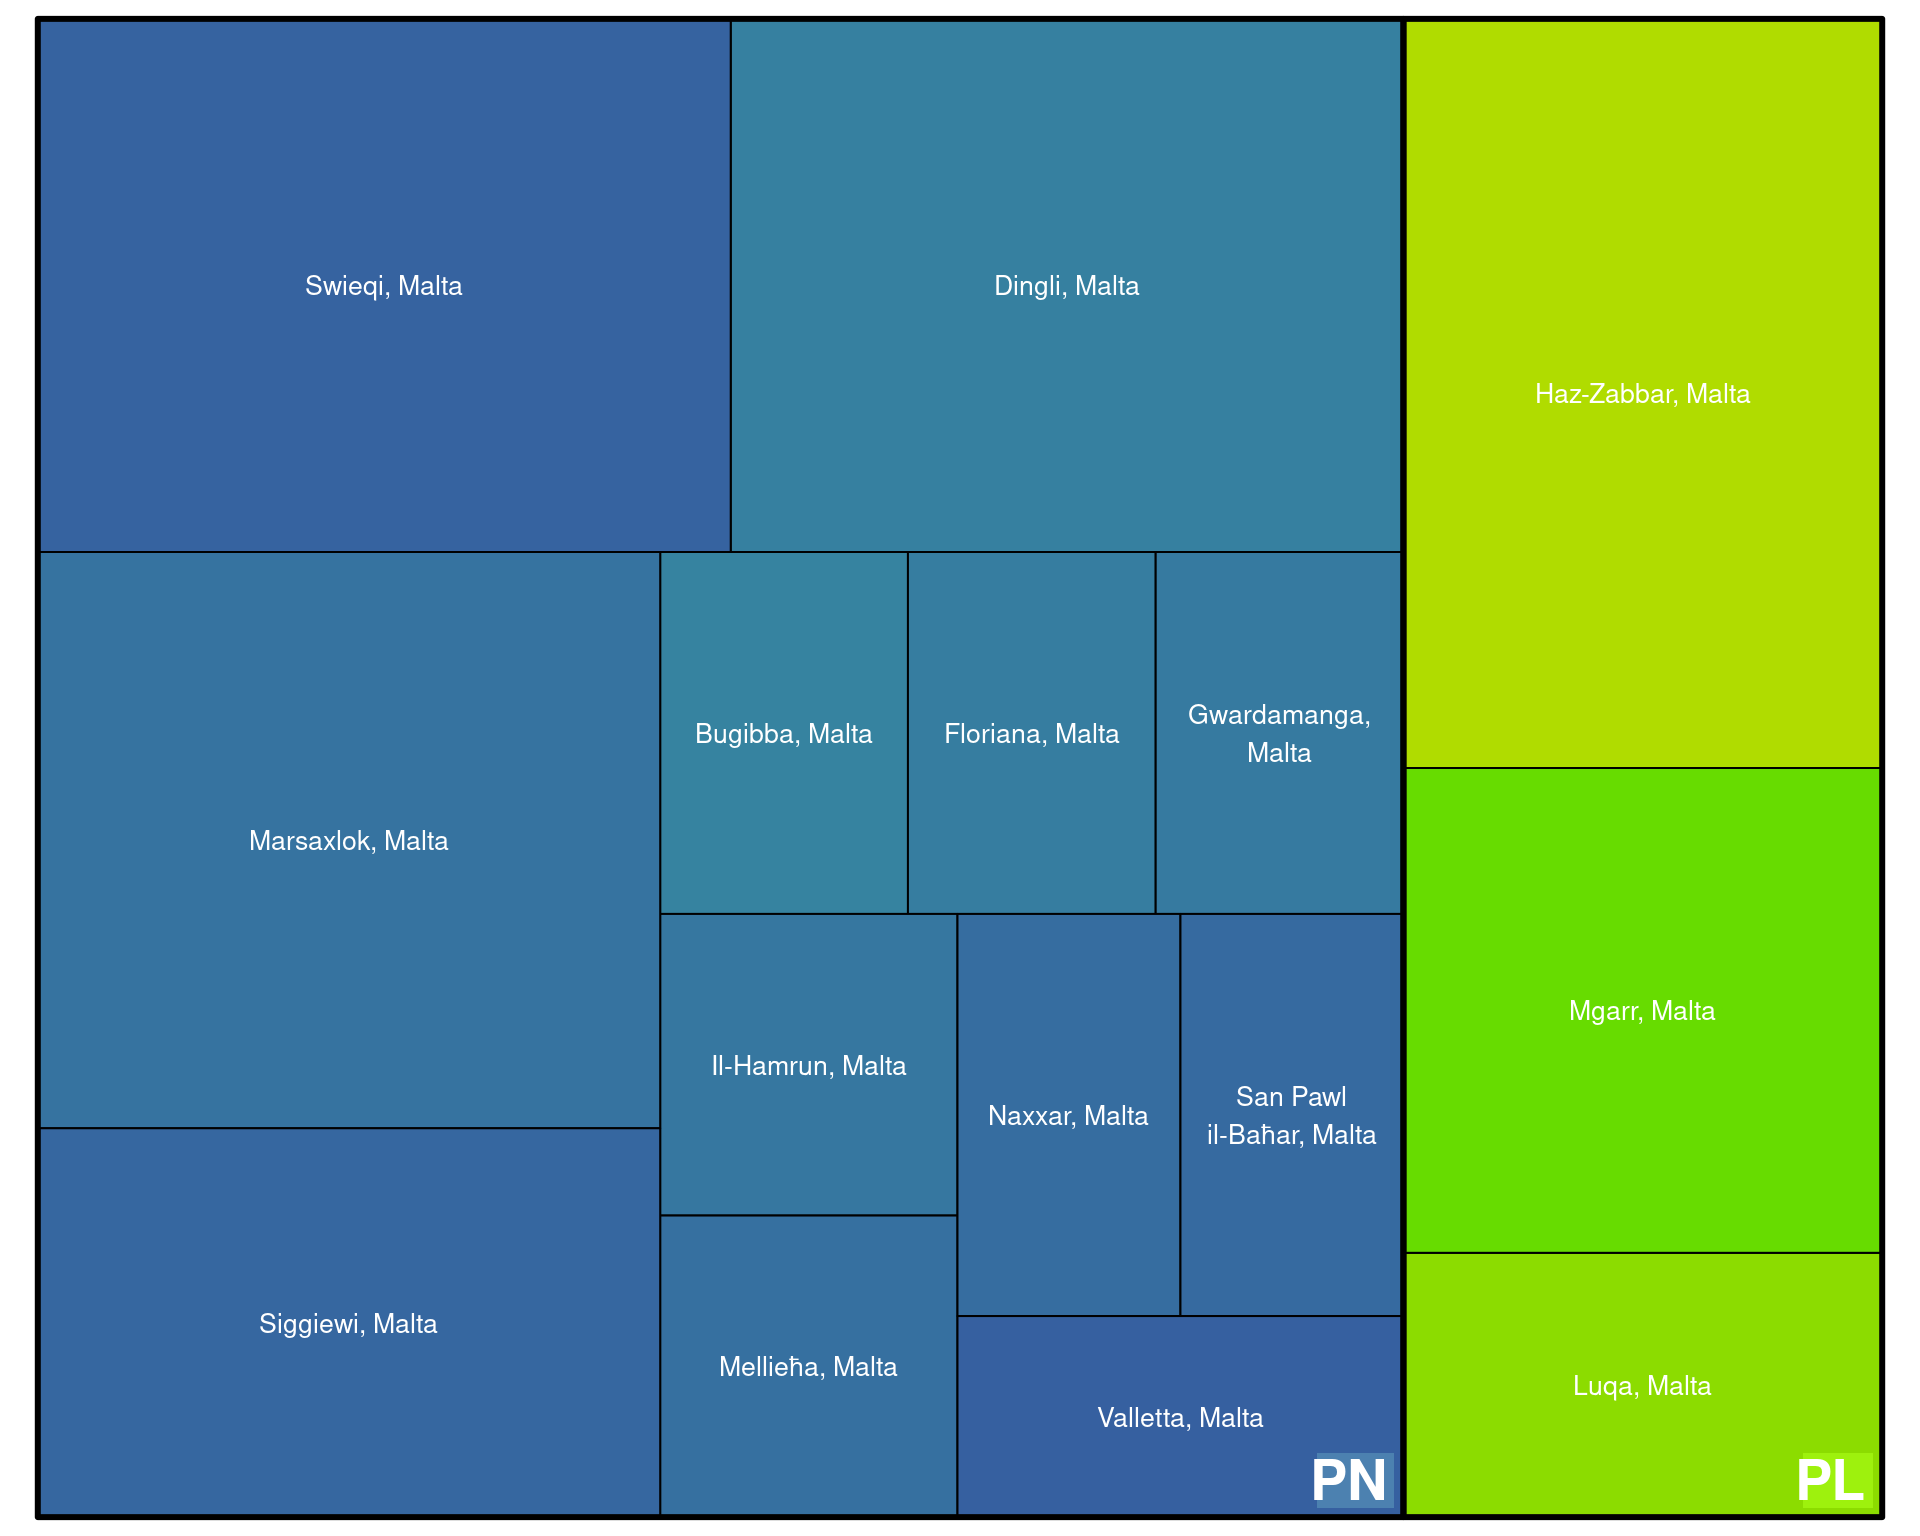 Swieqi, Malta
Dingli, Malta
Haz-Zabbar, Malta
Marsaxlok, Malta
Bugibba, Malta
Floriana, Malta
Gwardamanga,
Malta
Il-Hamrun, Malta
Naxxar, Malta
San Pawl
il-Baħar, Malta
Mgarr, Malta
Siggiewi, Malta
Mellieħa, Malta
Valletta, Malta
Luqa, Malta
PN
PL